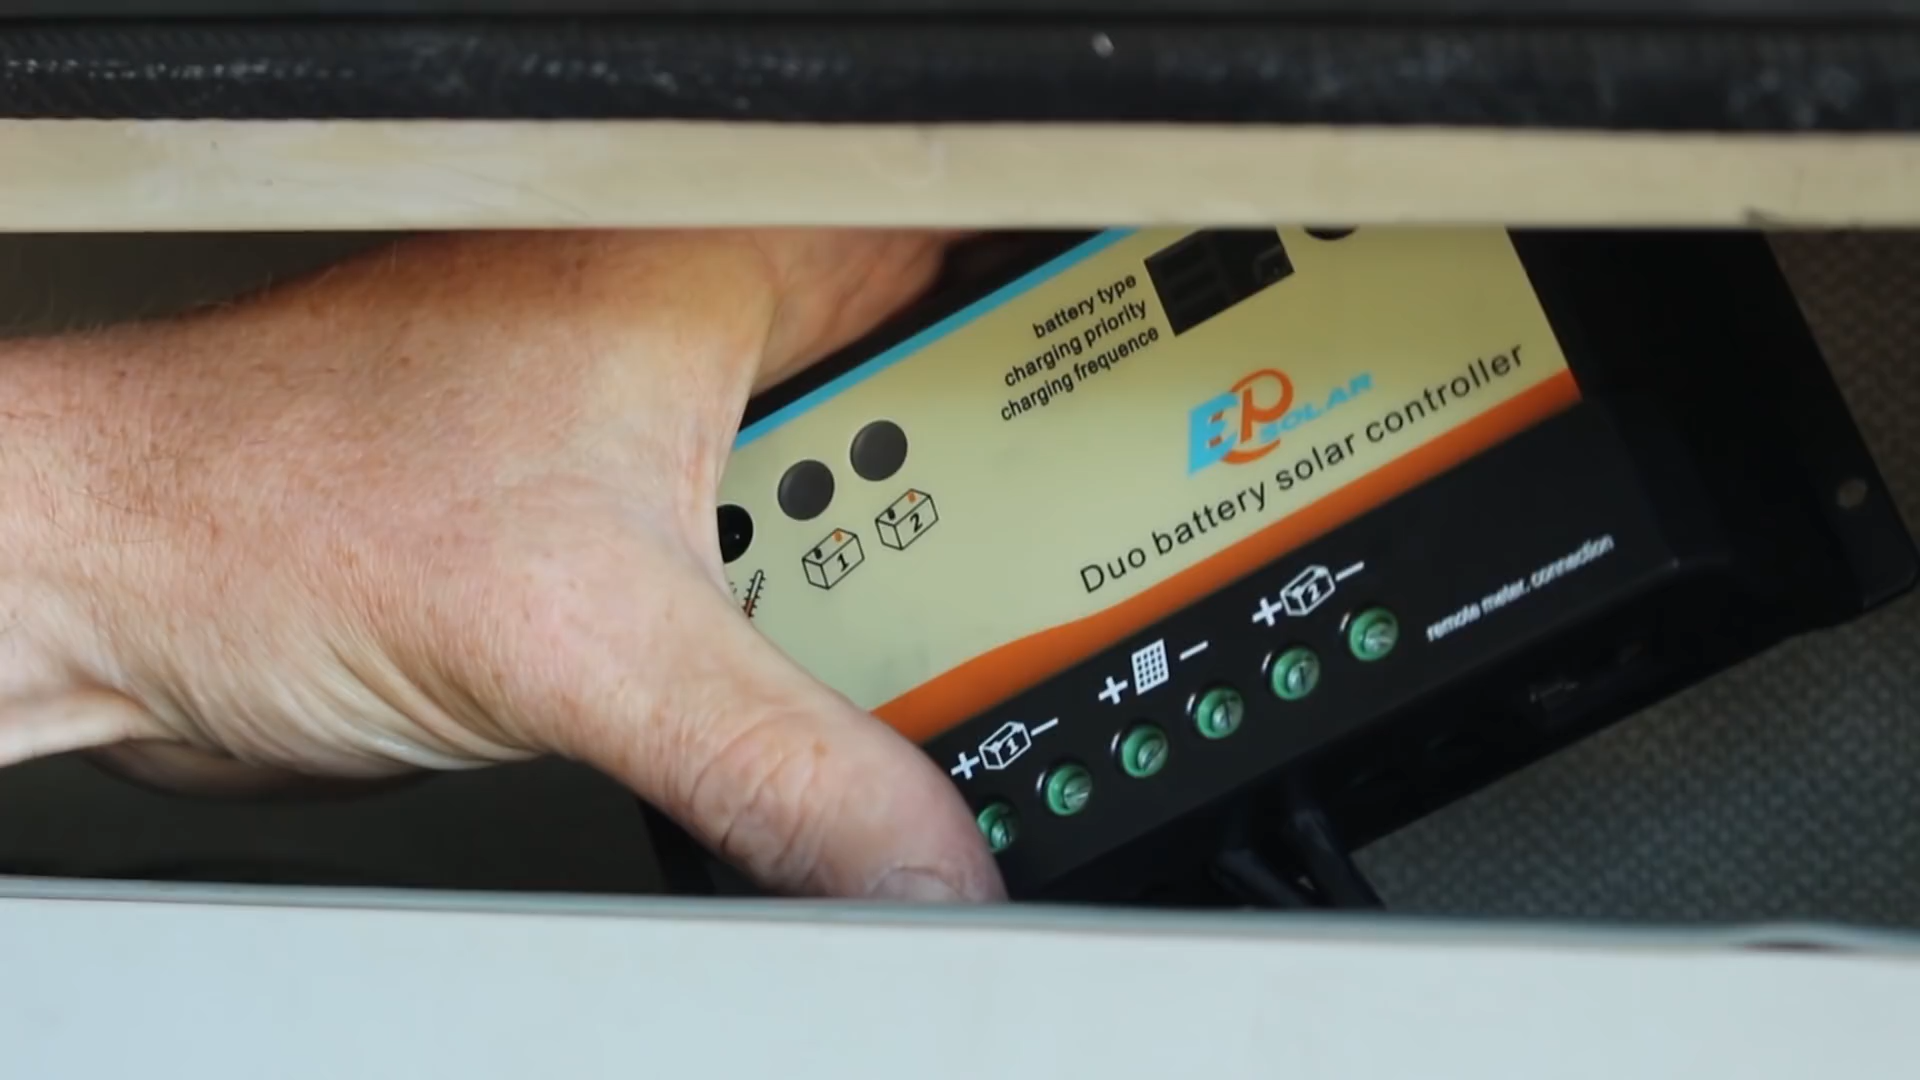 battery type
charging priority
charging frequence
EP SOLAR
Duo battery solar controller
1
2
+ 1 −
+ −
+ 2 −
remote meter. connection